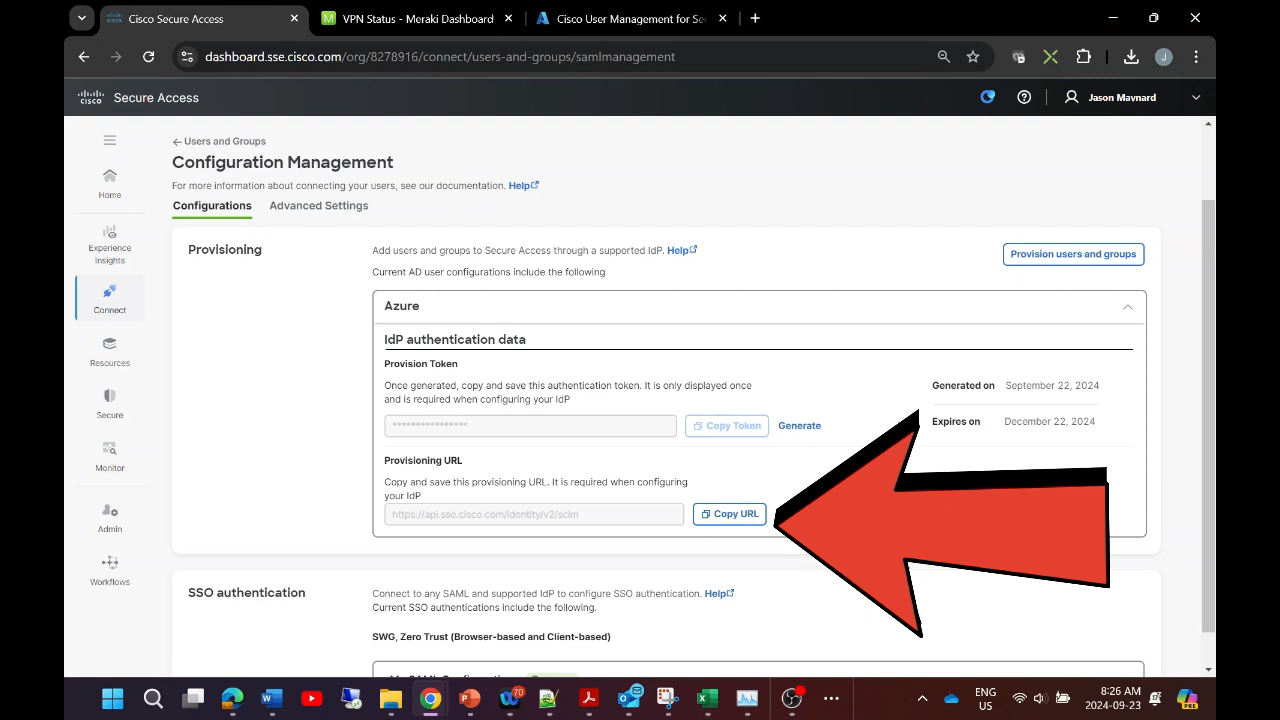 Cisco Secure Access
VPN Status - Meraki Dashboard
Cisco User Management for Sec
dashboard.sse.cisco.com/org/8278916/connect/users-and-groups/samlmanagement
J
cisco
Secure Access
Jason Maynard
Users and Groups
Configuration Management
For more information about connecting your users, see our documentation. Help
Configurations
Advanced Settings
Home
Experience
Insights
Connect
Resources
Secure
Monitor
Admin
Workflows
Provisioning
Add users and groups to Secure Access through a supported IdP. Help
Provision users and groups
Current AD user configurations include the following
Azure
IdP authentication data
Provision Token
Once generated, copy and save this authentication token. It is only displayed once
and is required when configuring your IdP
Generated on September 22, 2024
****************
Copy Token
Generate
Expires on December 22, 2024
Provisioning URL
Copy and save this provisioning URL. It is required when configuring
your IdP
https://api.sse.cisco.com/identity/v2/scim
Copy URL
SSO authentication
Connect to any SAML and supported IdP to configure SSO authentication. Help
Current SSO authentications include the following.
SWG, Zero Trust (Browser-based and Client-based)
70
ENG
US
8:26 AM
2024-09-23
PRE